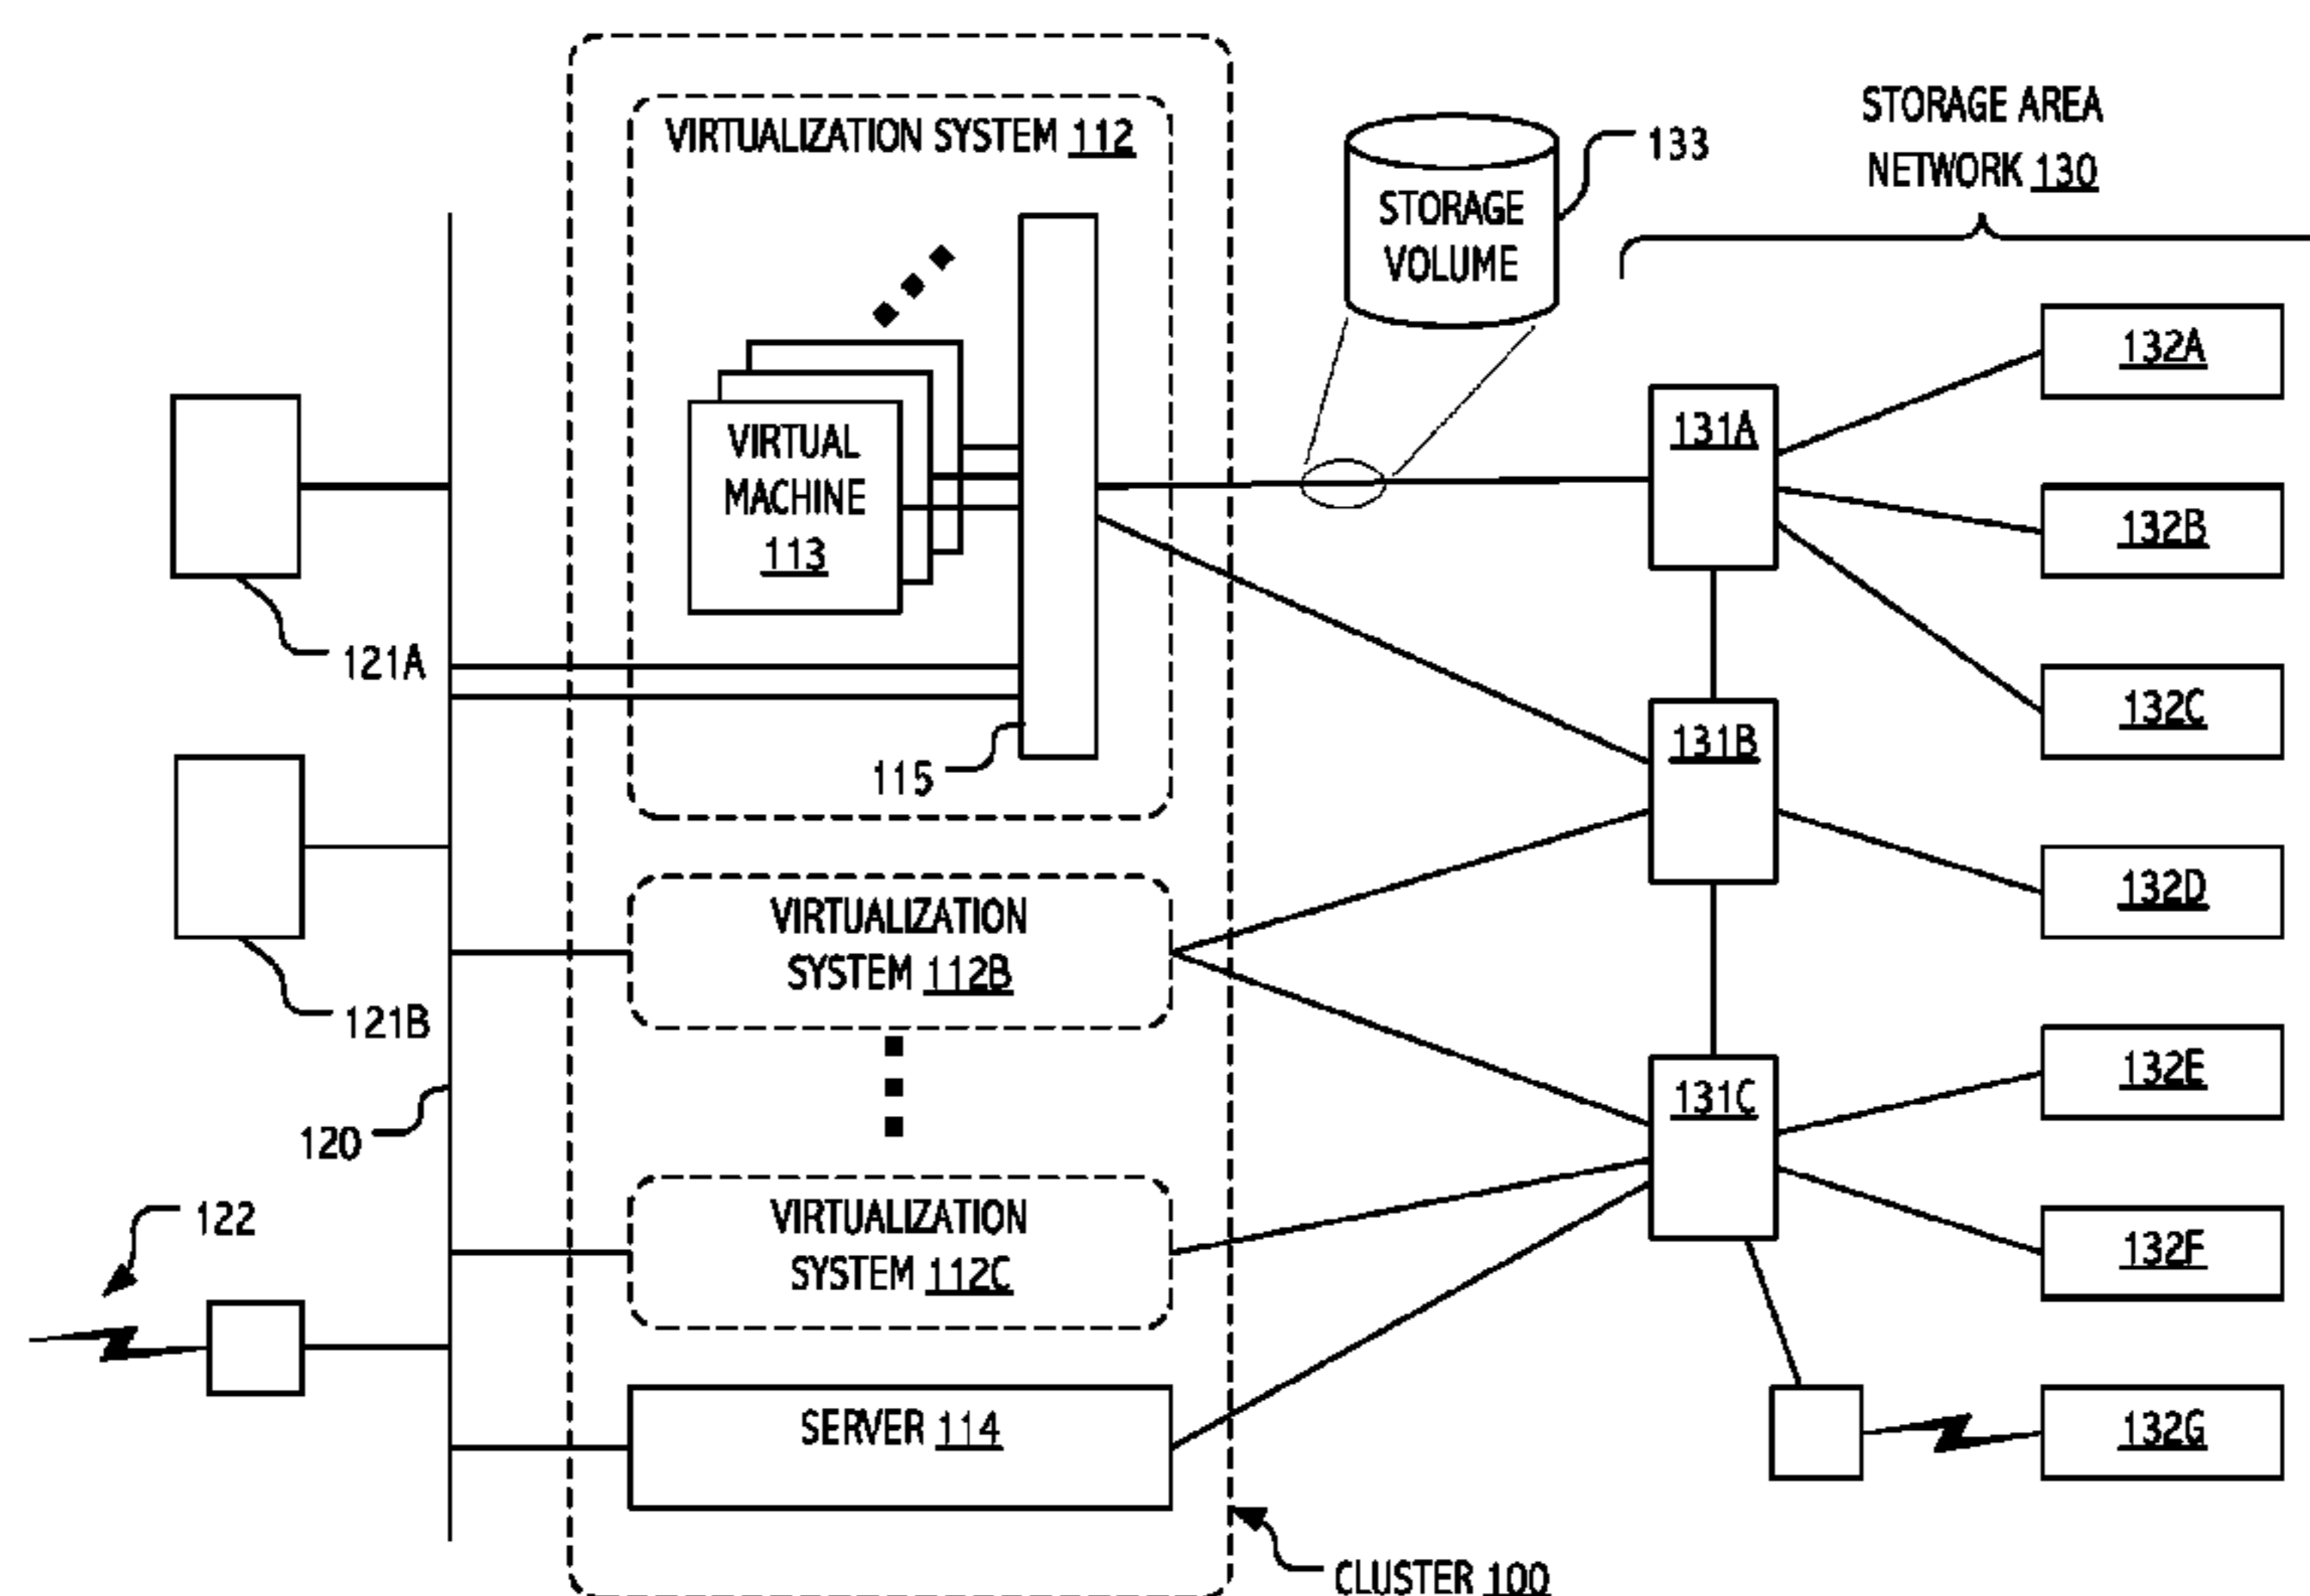 VIRTUALIZATION SYSTEM 112
133
STORAGE AREA
NETWORK 130
STORAGE
VOLUME
132A
131A
VIRTUAL
MACHINE
113
132B
121A
132C
131B
115
132D
VIRTUALIZATION
SYSTEM 112B
121B
132E
131C
120
122
VIRTUALIZATION
SYSTEM 112C
132F
SERVER 114
132G
CLUSTER 100